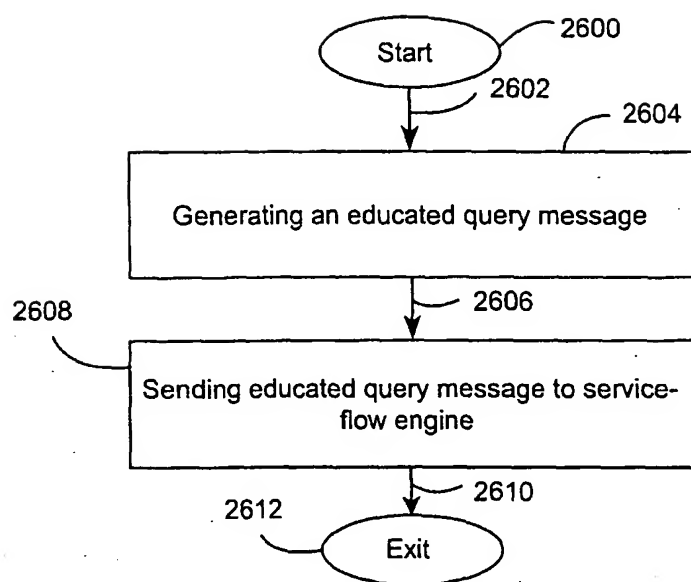 2600
Start
2602
2604
Generating an educated query message
2606
2608
Sending educated query message to service-
flow engine
2610
2612
Exit